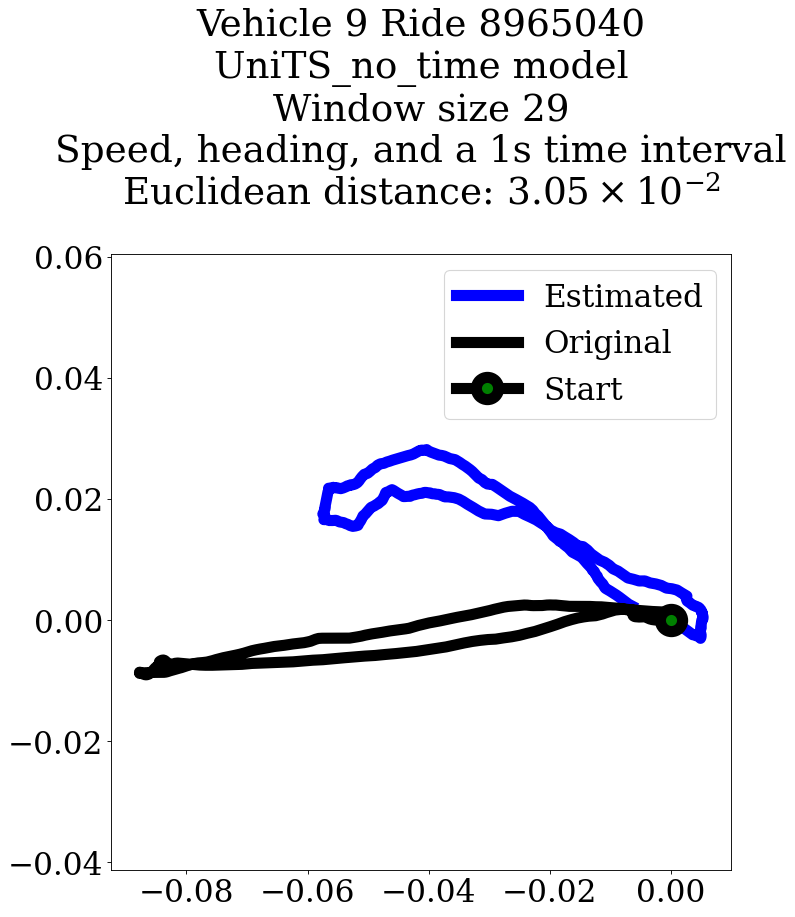 Vehicle 9 Ride 8965040
UniTS_no_time model
Window size 29
Speed, heading, and a 1s time interval
Euclidean distance: 3.05 × 10⁻²
Estimated
Original
Start
0.06
0.04
0.02
0.00
−0.02
−0.04
−0.08
−0.06
−0.04
−0.02
0.00